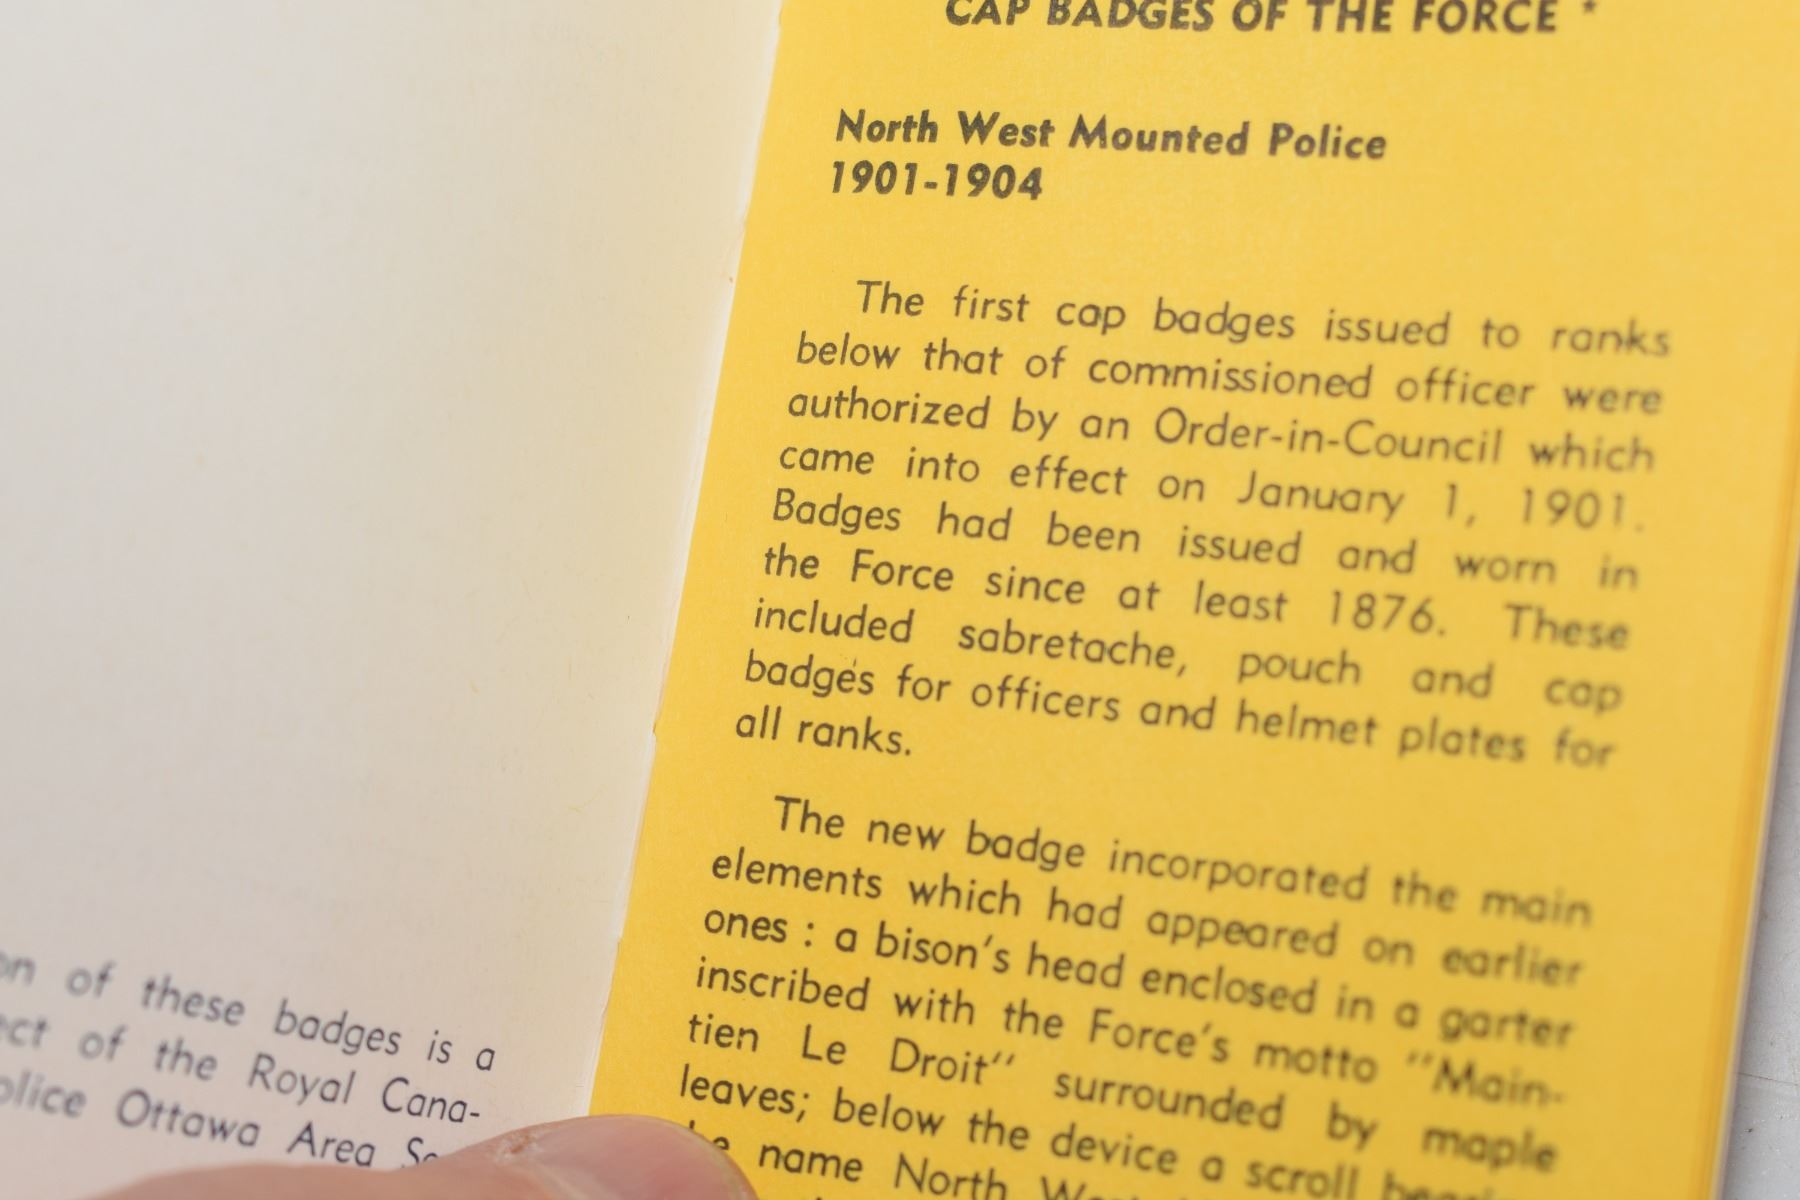 on of these badges is a
ect of the Royal Cana-
olice Ottawa Area
CAP BADGES OF THE FORCE *
North West Mounted Police
1901-1904
The first cap badges issued to ranks
below that of commissioned officer were
authorized by an Order-in-Council which
came into effect on January 1, 1901.
Badges had been issued and worn in
the Force since at least 1876. These
included sabretache, pouch and cap
badges for officers and helmet plates for
all ranks.
The new badge incorporated the main
elements which had appeared on earlier
ones : a bison's head enclosed in a garter
inscribed with the Force's motto "Main-
tien Le Droit" surrounded by maple
leaves; below the device a scroll
name North